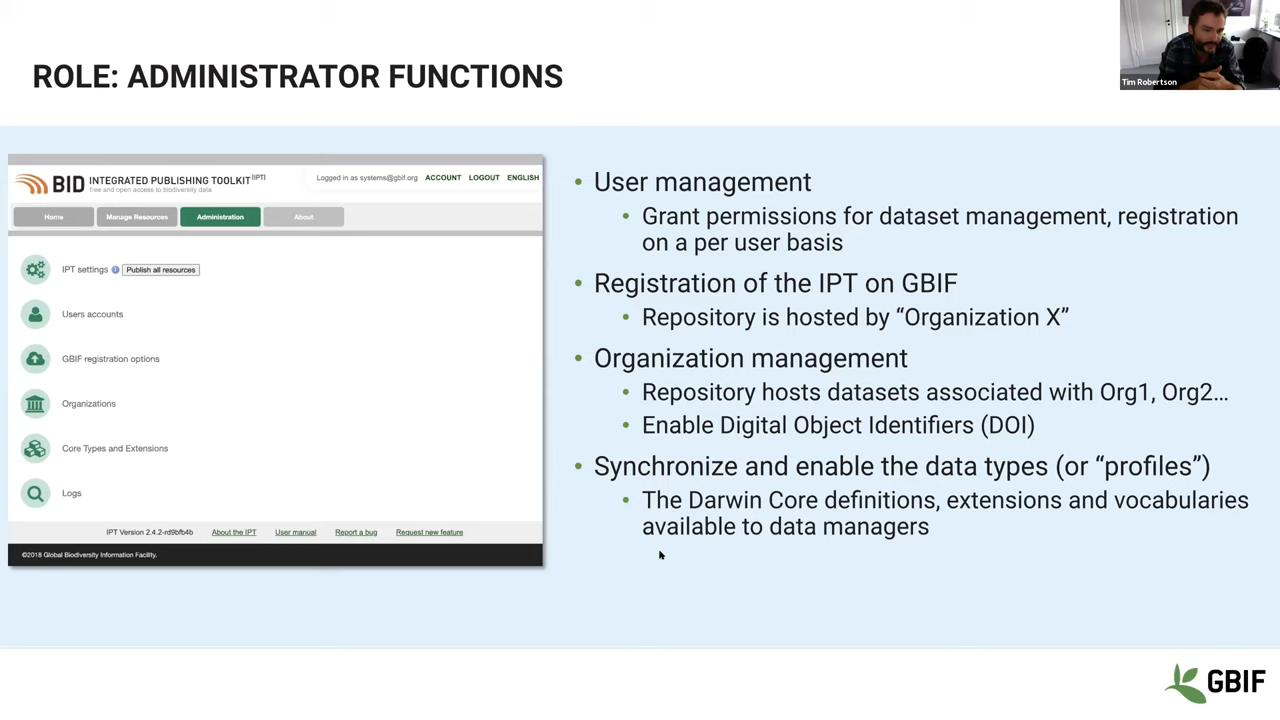 ROLE: ADMINISTRATOR FUNCTIONS
Tim Robertson
BID INTEGRATED PUBLISHING TOOLKIT(IPT)
free and open access to biodiversity data
Logged in as systems@gbif.org ACCOUNT LOGOUT ENGLISH
Home Manage Resources Administration About
IPT settings i Publish all resources
Users accounts
GBIF registration options
Organizations
Core Types and Extensions
Logs
IPT Version 2.4.2-rd9bfb4b About the IPT User manual Report a bug Request new feature
©2018 Global Biodiversity Information Facility.
• User management
• Grant permissions for dataset management, registration
on a per user basis
• Registration of the IPT on GBIF
• Repository is hosted by “Organization X”
• Organization management
• Repository hosts datasets associated with Org1, Org2…
• Enable Digital Object Identifiers (DOI)
• Synchronize and enable the data types (or “profiles”)
• The Darwin Core definitions, extensions and vocabularies
available to data managers
GBIF